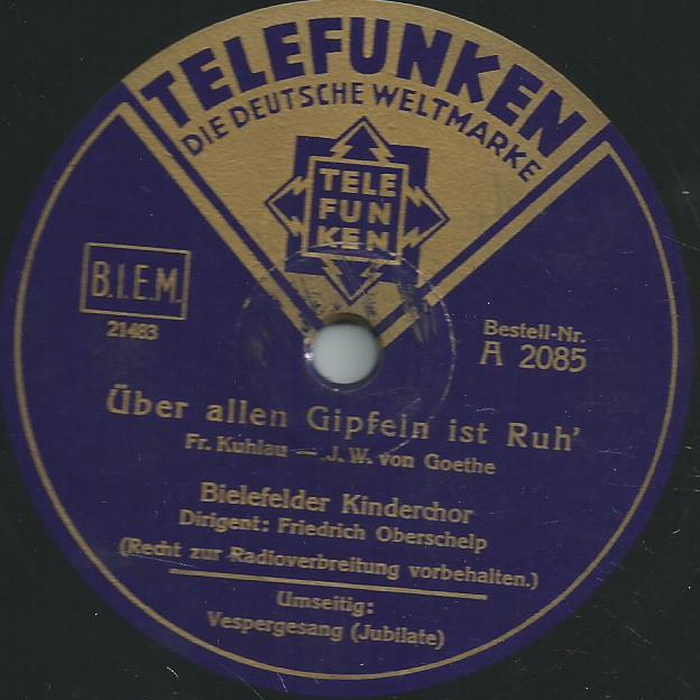 TELEFUNKEN
DIE DEUTSCHE WELTMARKE
TELE
FUN
KEN
B.I.E.M.
21483
Bestell-Nr.
A 2085
Über allen Gipfeln ist Ruh'
Fr. Kuhlau — J. W. von Goethe
Bielefelder Kinderchor
Dirigent: Friedrich Oberschelp
(Recht zur Radioverbreitung vorbehalten.)
Umseitig:
Vespergesang (Jubilate)